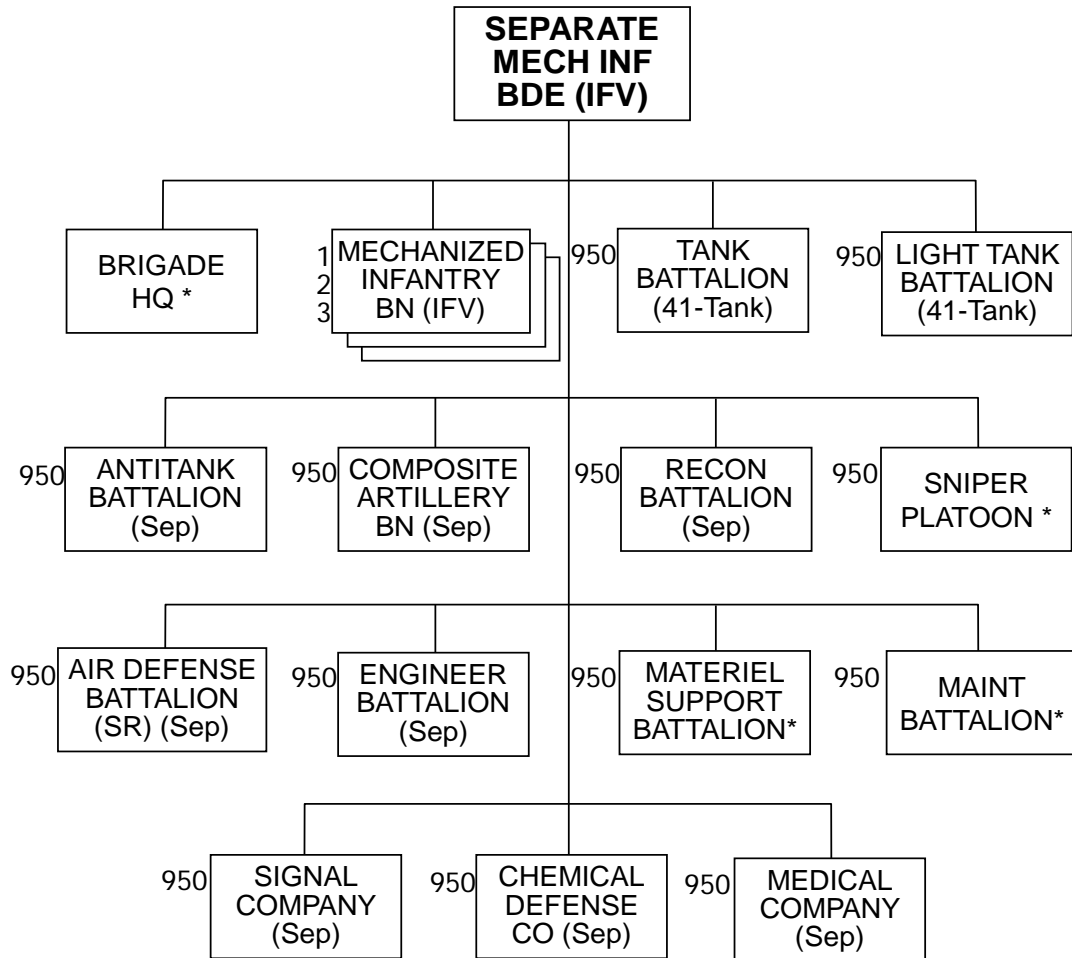 SEPARATE
MECH INF
BDE (IFV)
BRIGADE
HQ *
1
2
3
MECHANIZED
INFANTRY
BN (IFV)
950
TANK
BATTALION
(41-Tank)
950
LIGHT TANK
BATTALION
(41-Tank)
950
ANTITANK
BATTALION
(Sep)
950
COMPOSITE
ARTILLERY
BN (Sep)
950
RECON
BATTALION
(Sep)
950
SNIPER
PLATOON *
950
AIR DEFENSE
BATTALION
(SR) (Sep)
950
ENGINEER
BATTALION
(Sep)
950
MATERIEL
SUPPORT
BATTALION*
950
MAINT
BATTALION*
950
SIGNAL
COMPANY
(Sep)
950
CHEMICAL
DEFENSE
CO (Sep)
950
MEDICAL
COMPANY
(Sep)